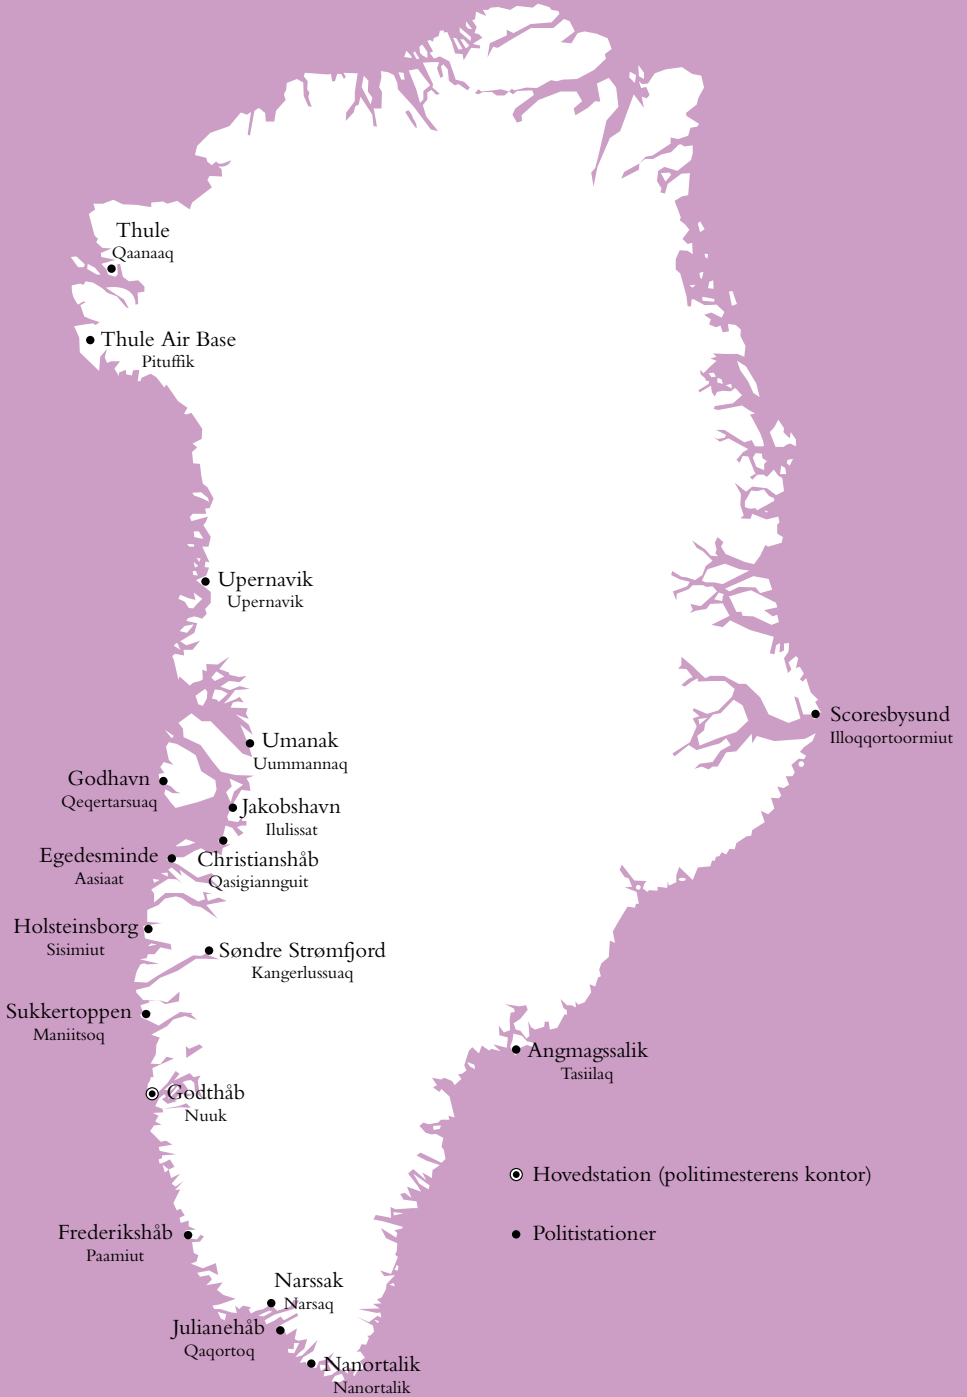 Thule
Qaanaaq
Thule Air Base
Pituffik
Upernavik
Upernavik
Scoresbysund
Illoqqortoormiut
Umanak
Uummannaq
Godhavn
Qeqertarsuaq
Jakobshavn
Ilulissat
Egedesminde
Aasiaat
Christianshåb
Qasigiannguit
Holsteinsborg
Sisimiut
Søndre Strømfjord
Kangerlussuaq
Sukkertoppen
Maniitsoq
Angmagssalik
Tasiilaq
Godthåb
Nuuk
Hovedstation (politimesterens kontor)
Politistationer
Frederikshåb
Paamiut
Narssak
Narsaq
Julianehåb
Qaqortoq
Nanortalik
Nanortalik